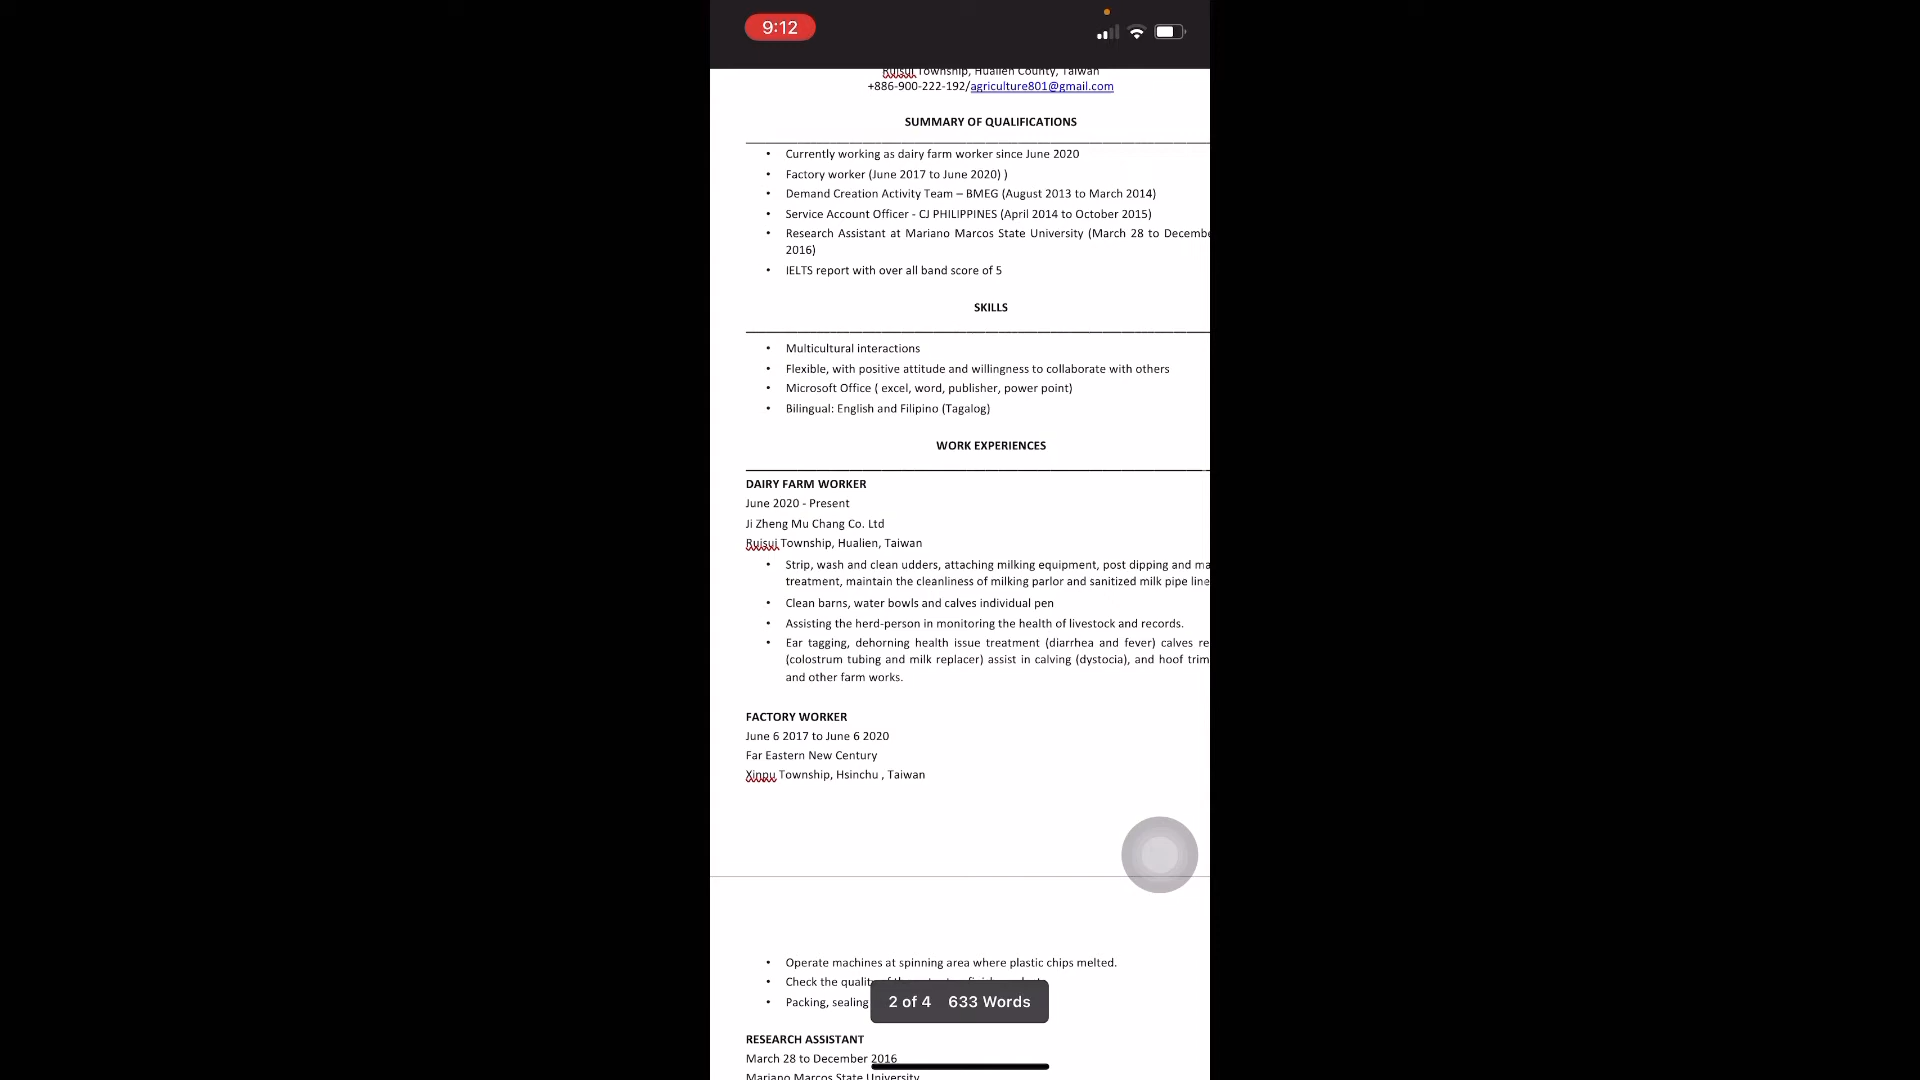 9:12
Ruisui Township, Hualien County, Taiwan
+886-900-222-192/agriculture801@gmail.com
SUMMARY OF QUALIFICATIONS
• Currently working as dairy farm worker since June 2020
• Factory worker (June 2017 to June 2020) )
• Demand Creation Activity Team – BMEG (August 2013 to March 2014)
• Service Account Officer - CJ PHILIPPINES (April 2014 to October 2015)
• Research Assistant at Mariano Marcos State University (March 28 to Decembe
2016)
• IELTS report with over all band score of 5
SKILLS
• Multicultural interactions
• Flexible, with positive attitude and willingness to collaborate with others
• Microsoft Office ( excel, word, publisher, power point)
• Bilingual: English and Filipino (Tagalog)
WORK EXPERIENCES
DAIRY FARM WORKER
June 2020 - Present
Ji Zheng Mu Chang Co. Ltd
Ruisui Township, Hualien, Taiwan
• Strip, wash and clean udders, attaching milking equipment, post dipping and ma
treatment, maintain the cleanliness of milking parlor and sanitized milk pipe line
• Clean barns, water bowls and calves individual pen
• Assisting the herd-person in monitoring the health of livestock and records.
• Ear tagging, dehorning health issue treatment (diarrhea and fever) calves re
(colostrum tubing and milk replacer) assist in calving (dystocia), and hoof trim
and other farm works.
FACTORY WORKER
June 6 2017 to June 6 2020
Far Eastern New Century
Xinpu Township, Hsinchu , Taiwan
• Operate machines at spinning area where plastic chips melted.
• Check the quality
• Packing, sealing
2 of 4 633 Words
RESEARCH ASSISTANT
March 28 to December 2016
Mariano Marcos State University